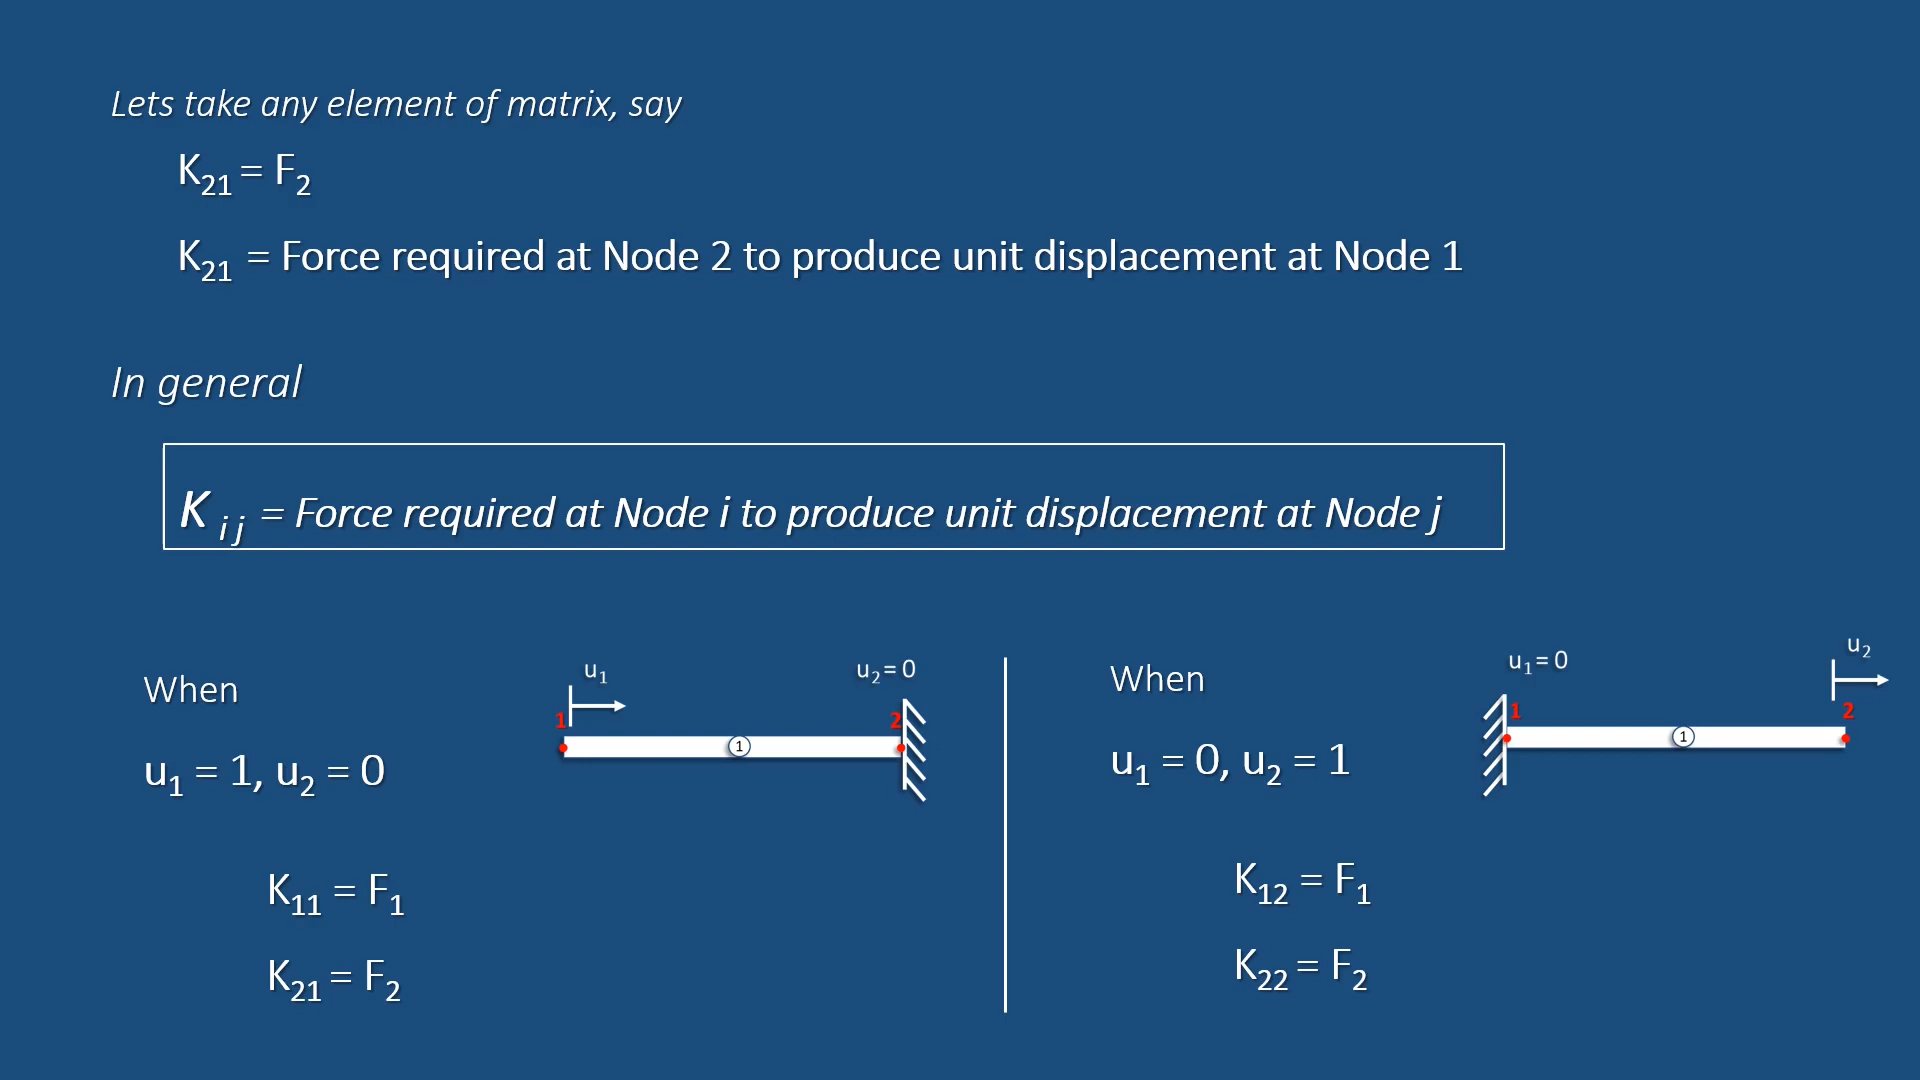 Lets take any element of matrix, say
K₂₁ = F₂
K₂₁ = Force required at Node 2 to produce unit displacement at Node 1
In general
K i j = Force required at Node i to produce unit displacement at Node j
When
u₁ = 1, u₂ = 0
u₁
u₂ = 0
1
2
1
K₁₁ = F₁
K₂₁ = F₂
When
u₁ = 0, u₂ = 1
u₁ = 0
u₂
1
2
1
K₁₂ = F₁
K₂₂ = F₂